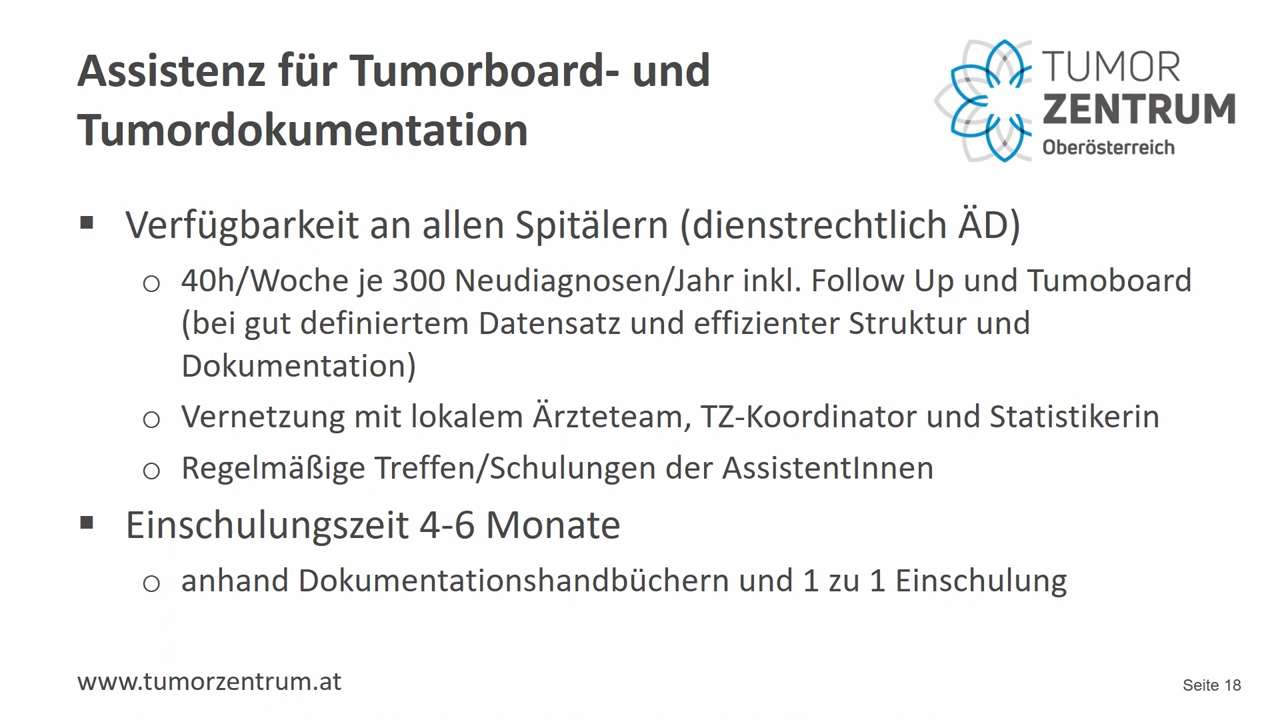 Assistenz für Tumorboard- und
Tumordokumentation
TUMOR
ZENTRUM
Oberösterreich
▪ Verfügbarkeit an allen Spitälern (dienstrechtlich ÄD)
o 40h/Woche je 300 Neudiagnosen/Jahr inkl. Follow Up und Tumoboard
(bei gut definiertem Datensatz und effizienter Struktur und
Dokumentation)
o Vernetzung mit lokalem Ärzteteam, TZ-Koordinator und Statistikerin
o Regelmäßige Treffen/Schulungen der AssistentInnen
▪ Einschulungszeit 4-6 Monate
o anhand Dokumentationshandbüchern und 1 zu 1 Einschulung
www.tumorzentrum.at
Seite 18